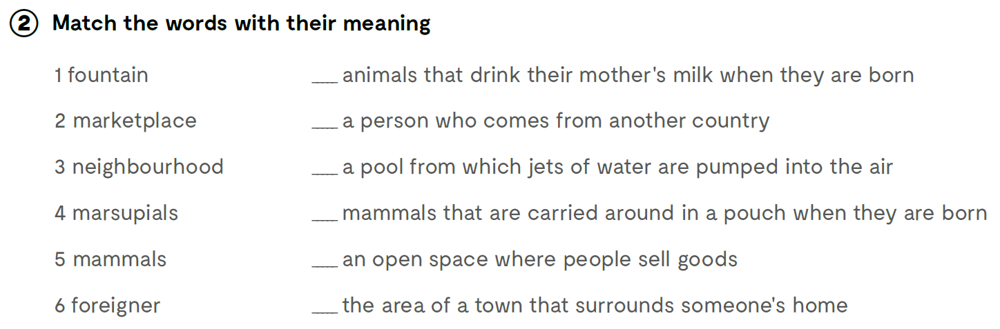 2 Match the words with their meaning
1 fountain ___ animals that drink their mother's milk when they are born
2 marketplace ___ a person who comes from another country
3 neighbourhood ___ a pool from which jets of water are pumped into the air
4 marsupials ___ mammals that are carried around in a pouch when they are born
5 mammals ___ an open space where people sell goods
6 foreigner ___ the area of a town that surrounds someone's home